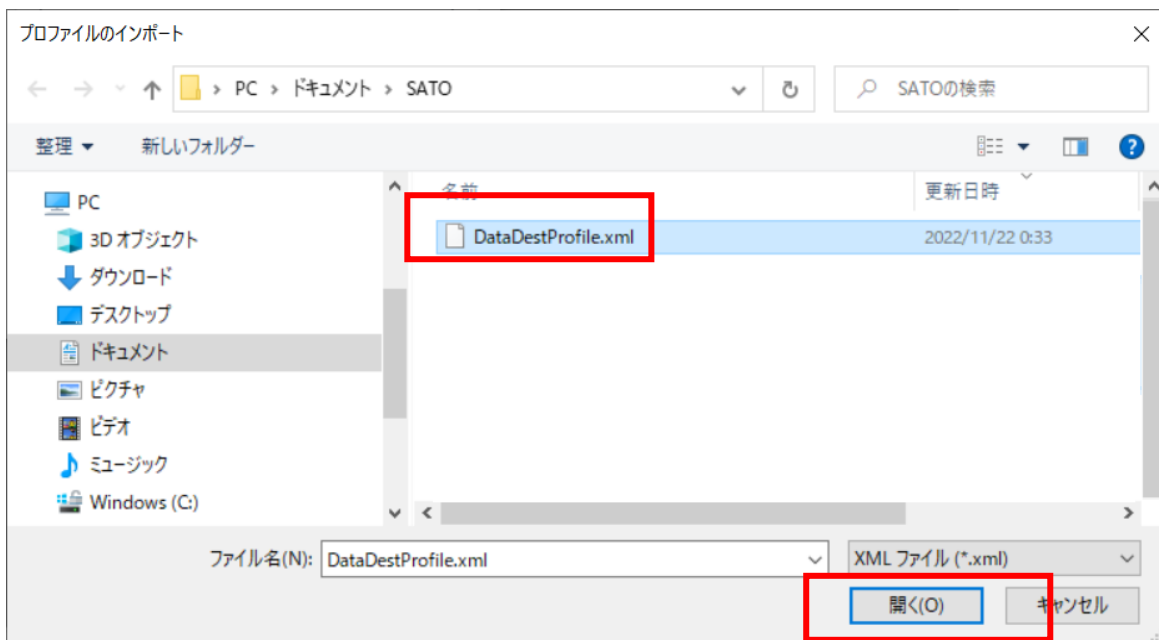 プロファイルのインポート
PC > ドキュメント > SATO
SATOの検索
整理
新しいフォルダー
?
名前
更新日時
PC
3D オブジェクト
ダウンロード
デスクトップ
ドキュメント
ピクチャ
ビデオ
ミュージック
Windows (C:)
DataDestProfile.xml
2022/11/22 0:33
ファイル名(N):
DataDestProfile.xml
XML ファイル (*.xml)
開く(O)
キャンセル